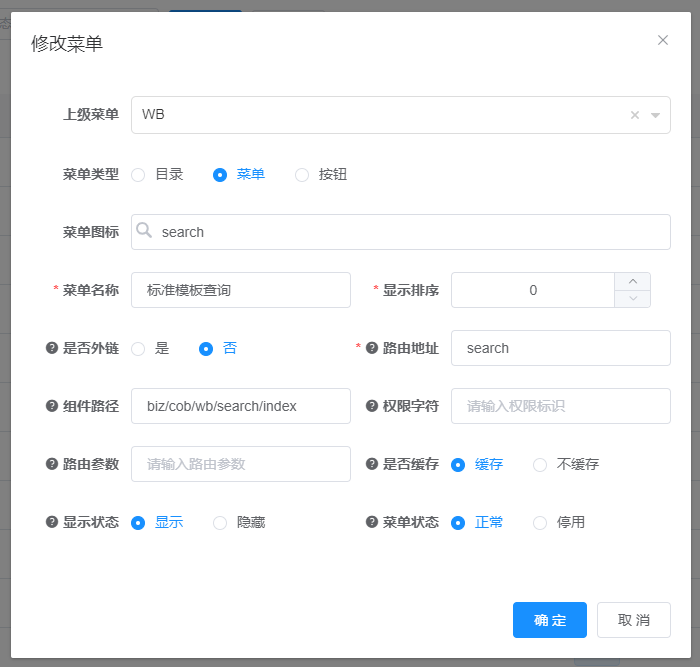 修改菜单
上级菜单 WB
菜单类型 目录 菜单 按钮
菜单图标 search
* 菜单名称 标准模板查询 * 显示排序 0
是否外链 是 否 * 路由地址 search
组件路径 biz/cob/wb/search/index 权限字符 请输入权限标识
路由参数 请输入路由参数 是否缓存 缓存 不缓存
显示状态 显示 隐藏 菜单状态 正常 停用
确 定 取 消